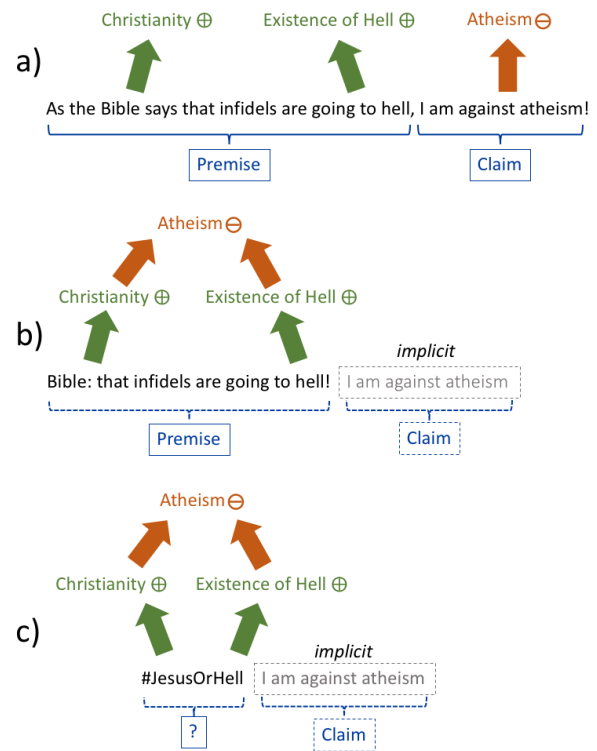 Christianity ⊕ Existence of Hell ⊕ Atheism ⊖
a)
As the Bible says that infidels are going to hell, I am against atheism!
Premise Claim
Atheism ⊖
Christianity ⊕ Existence of Hell ⊕
b)
implicit
Bible: that infidels are going to hell! I am against atheism
Premise Claim
Atheism ⊖
Christianity ⊕ Existence of Hell ⊕
c)
implicit
#JesusOrHell I am against atheism
? Claim